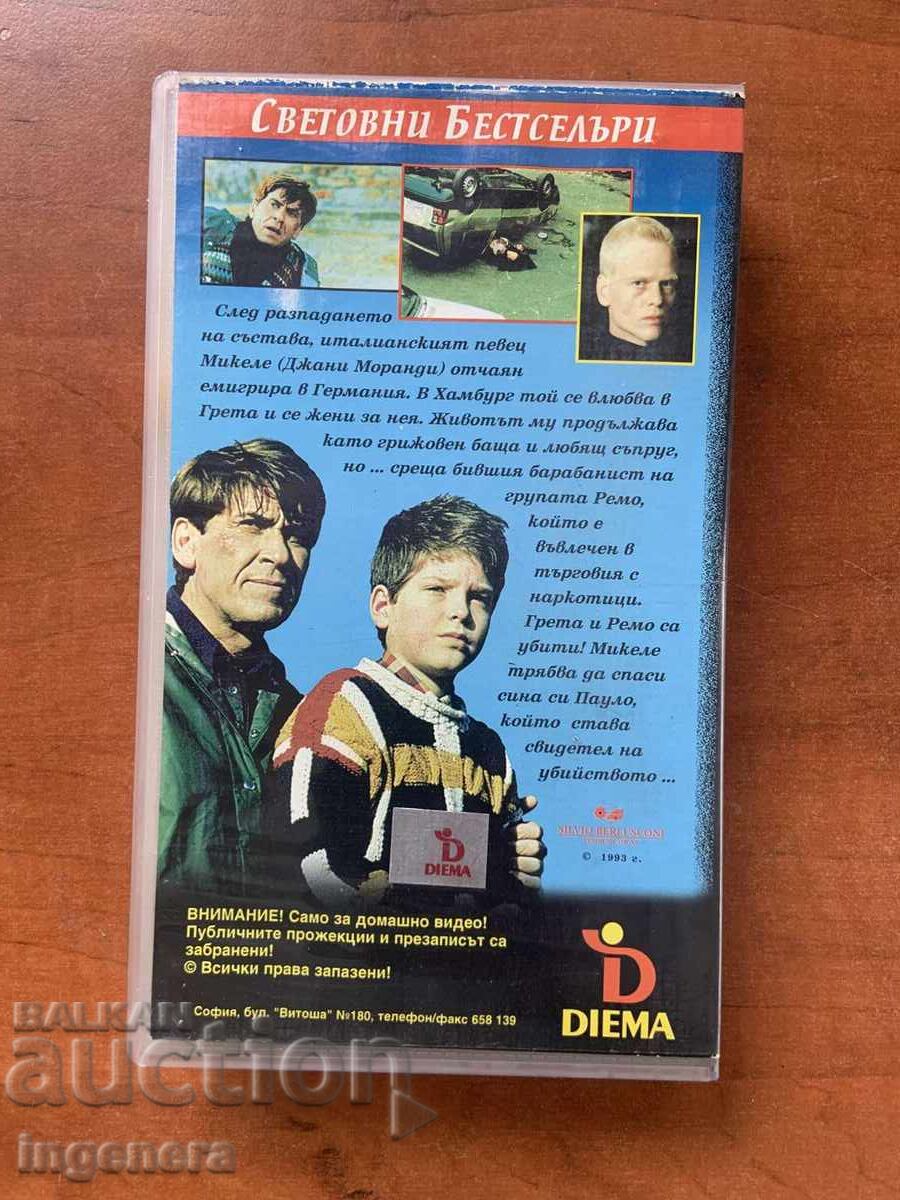 СВЕТОВНИ БЕСТСЕЛЪРИ
След разпадането
на състава, италианският певец
Микеле (Джани Моранди) отчаян
емигрира в Германия. В Хамбург той се влюбва в
Грета и се жени за нея. Животът му продължава
като грижовен баща и любящ съпруг,
но ... среща бившия барабанист на
групата Ремо,
който е
въвлечен в
търговия с
наркотици.
Грета и Ремо са
убити! Микеле
трябва да спаси
сина си Пауло,
който става
свидетел на
убийството ...
SILVIO BERLUSCONI
© 1993 г.
DIEMA
ВНИМАНИЕ! Само за домашно видео!
Публичните прожекции и презаписът са
забранени!
© Всички права запазени!
DIEMA
София, бул. "Витоша" №180, телефон/факс 658 139
BALKAN
auction
ingenera